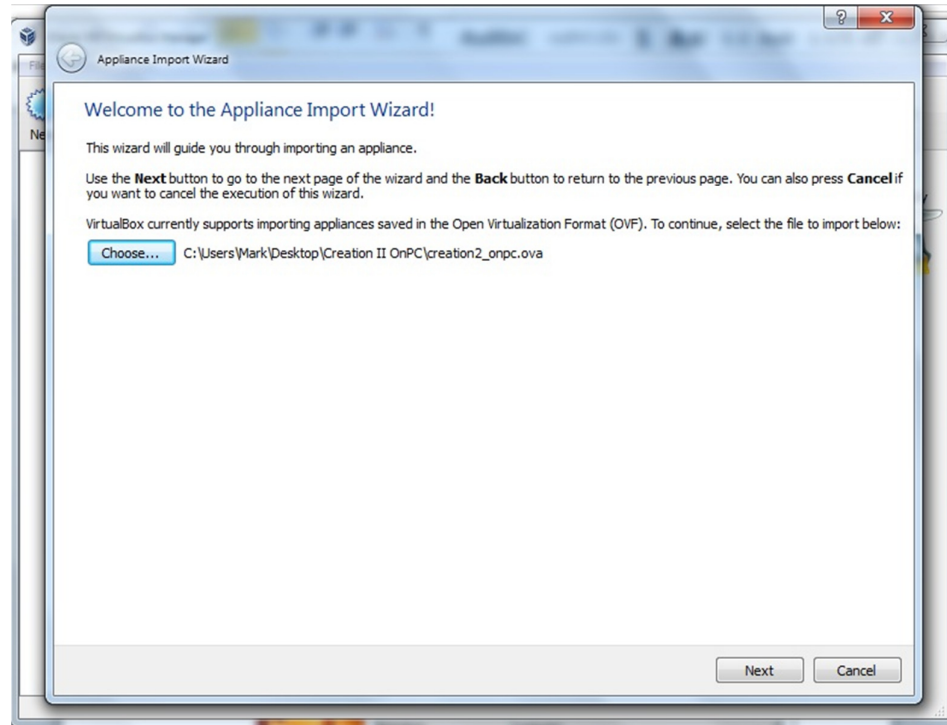 Appliance Import Wizard
Welcome to the Appliance Import Wizard!
This wizard will guide you through importing an appliance.
Use the Next button to go to the next page of the wizard and the Back button to return to the previous page. You can also press Cancel if
you want to cancel the execution of this wizard.
VirtualBox currently supports importing appliances saved in the Open Virtualization Format (OVF). To continue, select the file to import below:
Choose... C:\Users\Mark\Desktop\Creation II OnPC\creation2_onpc.ova
Next Cancel